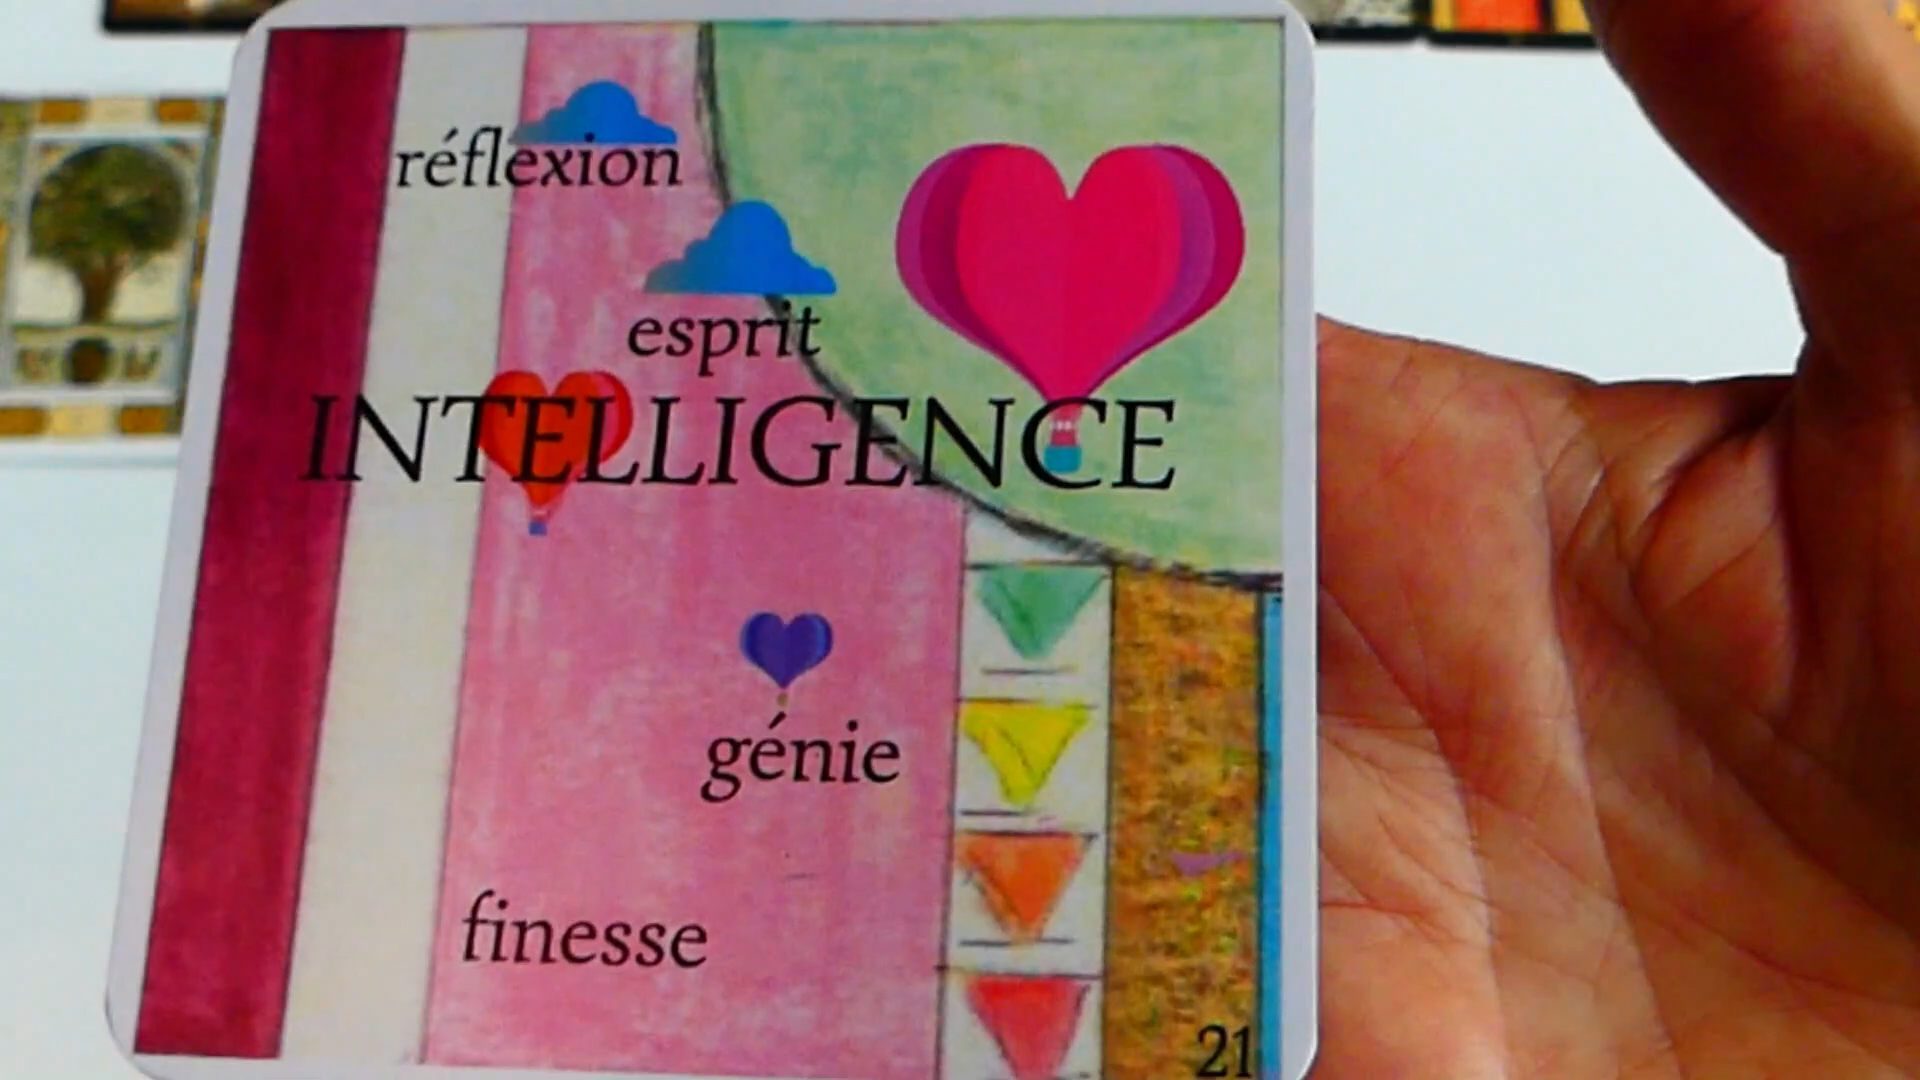 réflexion
esprit
INTELLIGENCE
génie
finesse
21